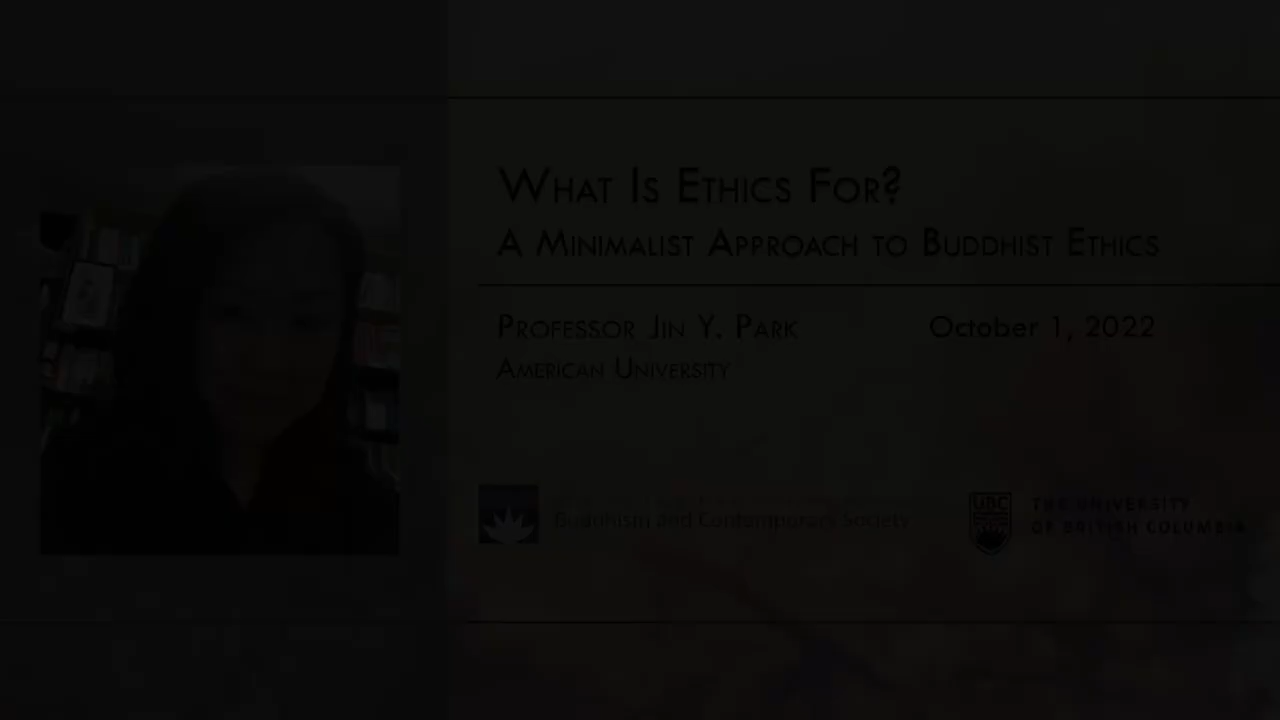 What Is Ethics For?
A Minimalist Approach to Buddhist Ethics
Professor Jin Y. Park
October 1, 2022
American University
Buddhism and Contemporary Society
UBC
THE UNIVERSITY
OF BRITISH COLUMBIA